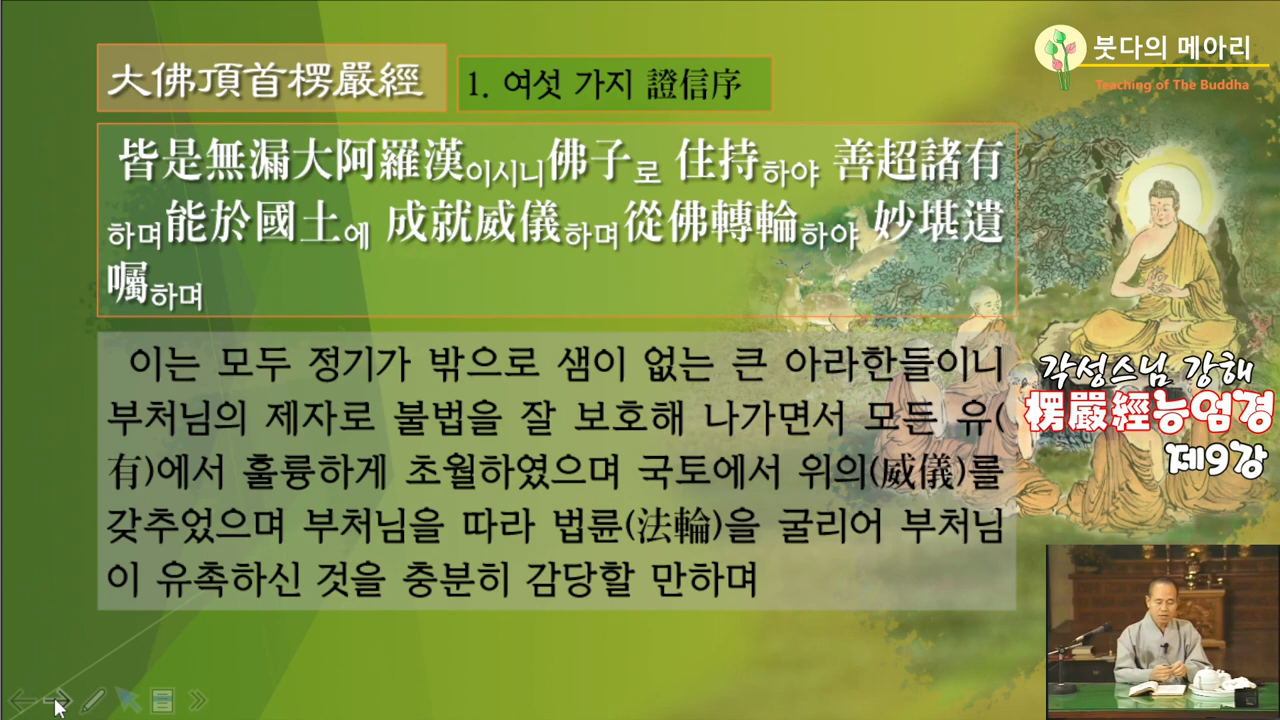 大佛頂首楞嚴經
1. 여섯 가지 證信序
붓다의 메아리
Teaching of The Buddha
皆是無漏大阿羅漢이시니佛子로 住持하야 善超諸有
하며能於國土에 成就威儀하며從佛轉輪하야 妙堪遺
囑하며
이는 모두 정기가 밖으로 샘이 없는 큰 아라한들이니
부처님의 제자로 불법을 잘 보호해 나가면서 모든 유(
有)에서 훌륭하게 초월하였으며 국토에서 위의(威儀)를
갖추었으며 부처님을 따라 법륜(法輪)을 굴리어 부처님
이 유촉하신 것을 충분히 감당할 만하며
각성스님 강해
楞嚴經능엄경
제9강